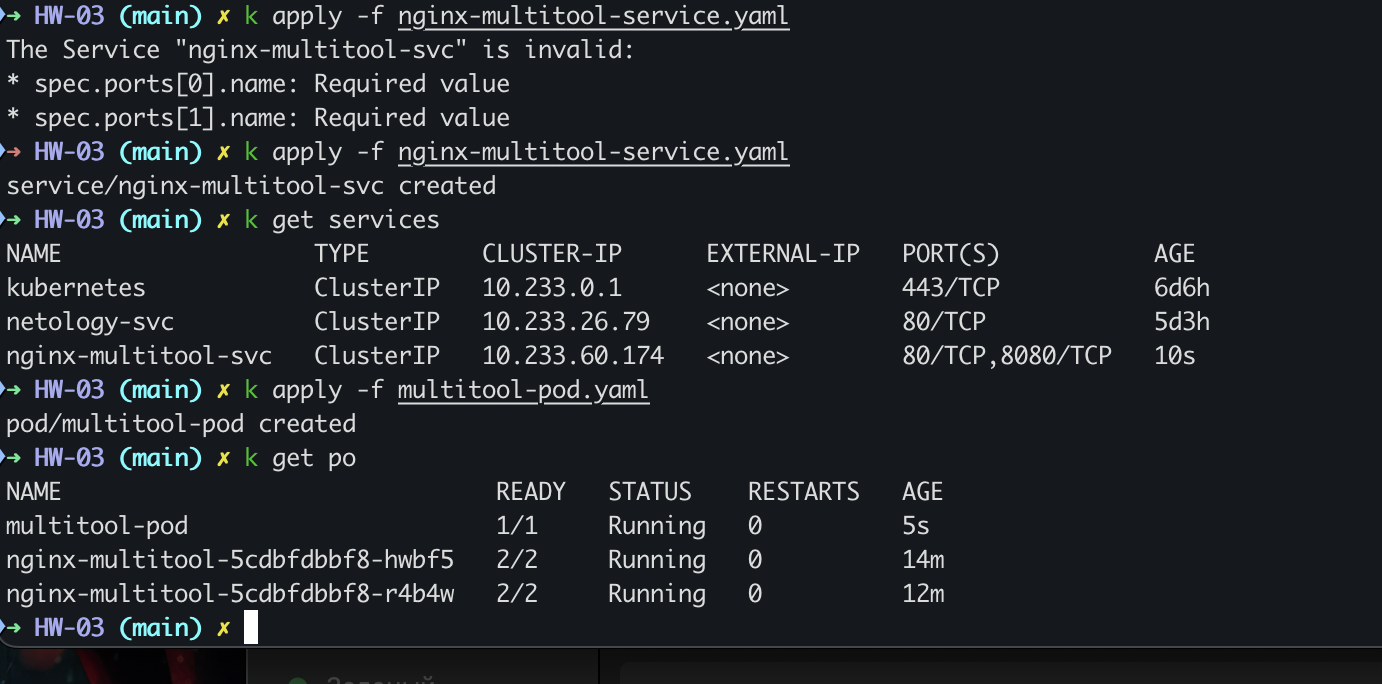 → HW-03 (main) ✗ k apply -f nginx-multitool-service.yaml
The Service "nginx-multitool-svc" is invalid:
* spec.ports[0].name: Required value
* spec.ports[1].name: Required value
→ HW-03 (main) ✗ k apply -f nginx-multitool-service.yaml
service/nginx-multitool-svc created
→ HW-03 (main) ✗ k get services
NAME TYPE CLUSTER-IP EXTERNAL-IP PORT(S) AGE
kubernetes ClusterIP 10.233.0.1 <none> 443/TCP 6d6h
netology-svc ClusterIP 10.233.26.79 <none> 80/TCP 5d3h
nginx-multitool-svc ClusterIP 10.233.60.174 <none> 80/TCP,8080/TCP 10s
→ HW-03 (main) ✗ k apply -f multitool-pod.yaml
pod/multitool-pod created
→ HW-03 (main) ✗ k get po
NAME READY STATUS RESTARTS AGE
multitool-pod 1/1 Running 0 5s
nginx-multitool-5cdbfdbbf8-hwbf5 2/2 Running 0 14m
nginx-multitool-5cdbfdbbf8-r4b4w 2/2 Running 0 12m
→ HW-03 (main) ✗